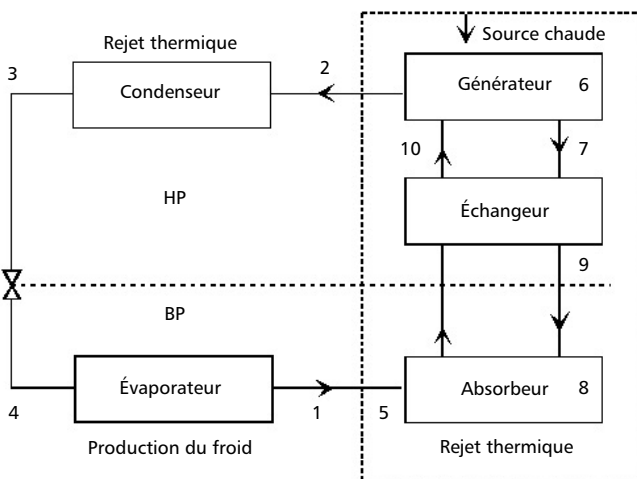 Source chaude
Rejet thermique
3
2
Condenseur
Générateur
6
10
7
HP
Échangeur
9
BP
Évaporateur
Absorbeur
8
4
1
5
Production du froid
Rejet thermique